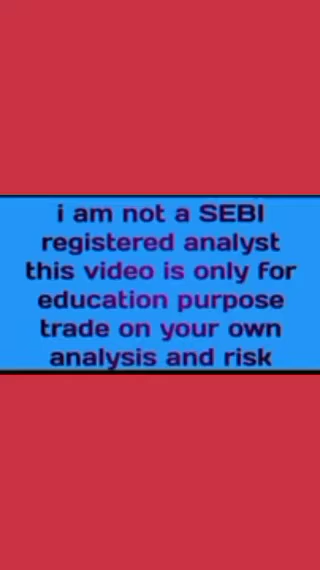 i am not a SEBI
registered analyst
this video is only for
education purpose
trade on your own
analysis and risk